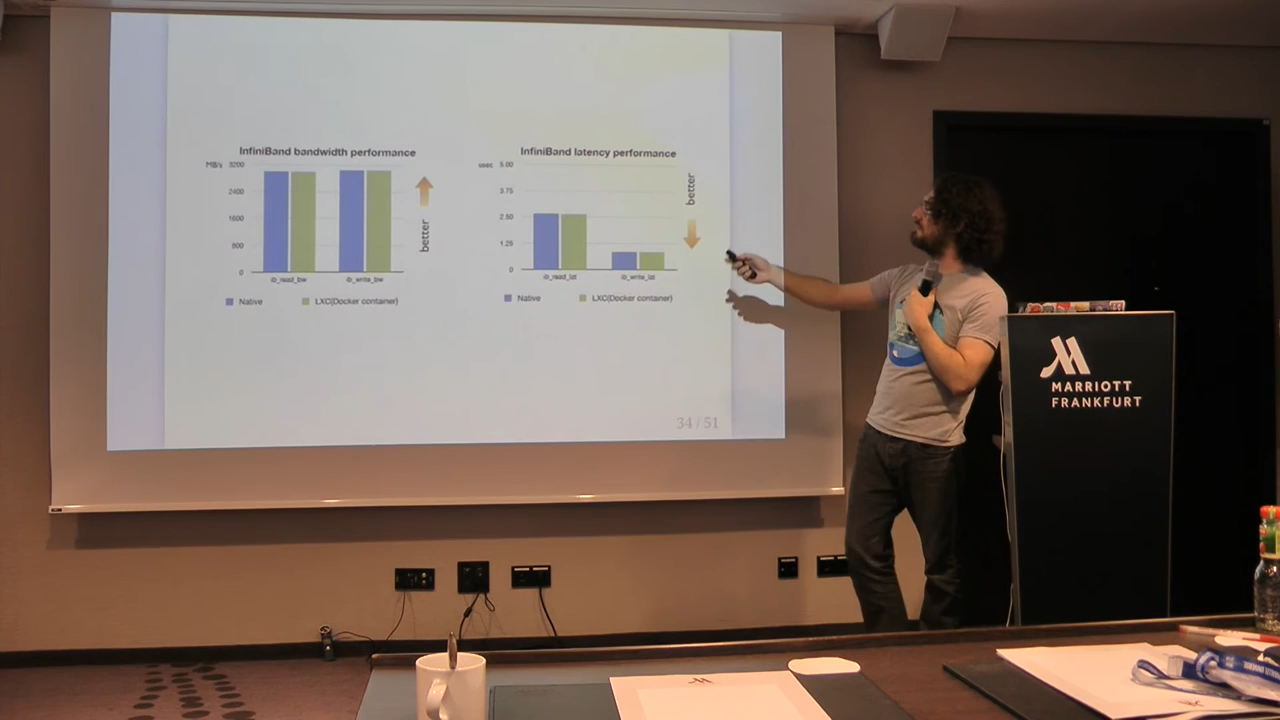 InfiniBand bandwidth performance
MB/s
3200
2400
1600
800
0
ib_read_bw
ib_write_bw
better
Native
LXC(Docker container)
InfiniBand latency performance
usec
5.00
3.75
2.50
1.25
0
ib_read_lat
ib_write_lat
better
Native
LXC(Docker container)
34 / 51
MARRIOTT
FRANKFURT